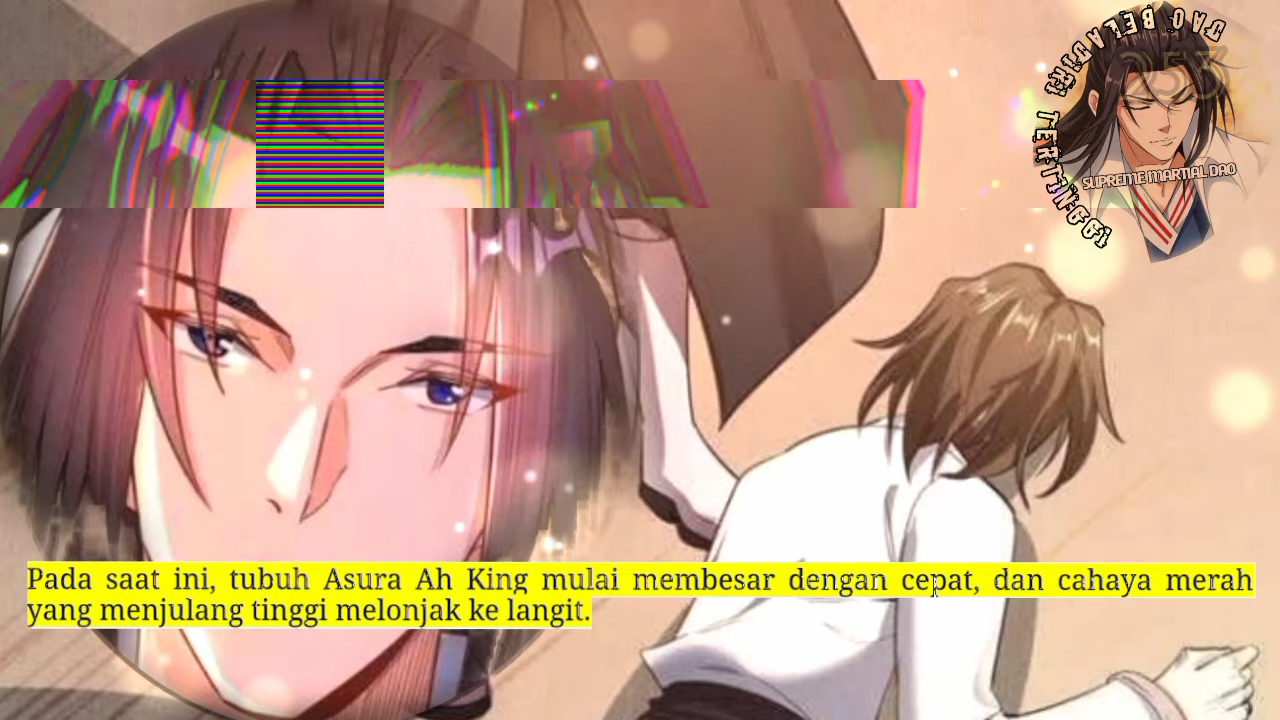 DAO BELADIRI TERTINGGI
253
SUPREME MARTIAL DAO
Pada saat ini, tubuh Asura Ah King mulai membesar dengan cepat, dan cahaya merah
yang menjulang tinggi melonjak ke langit.